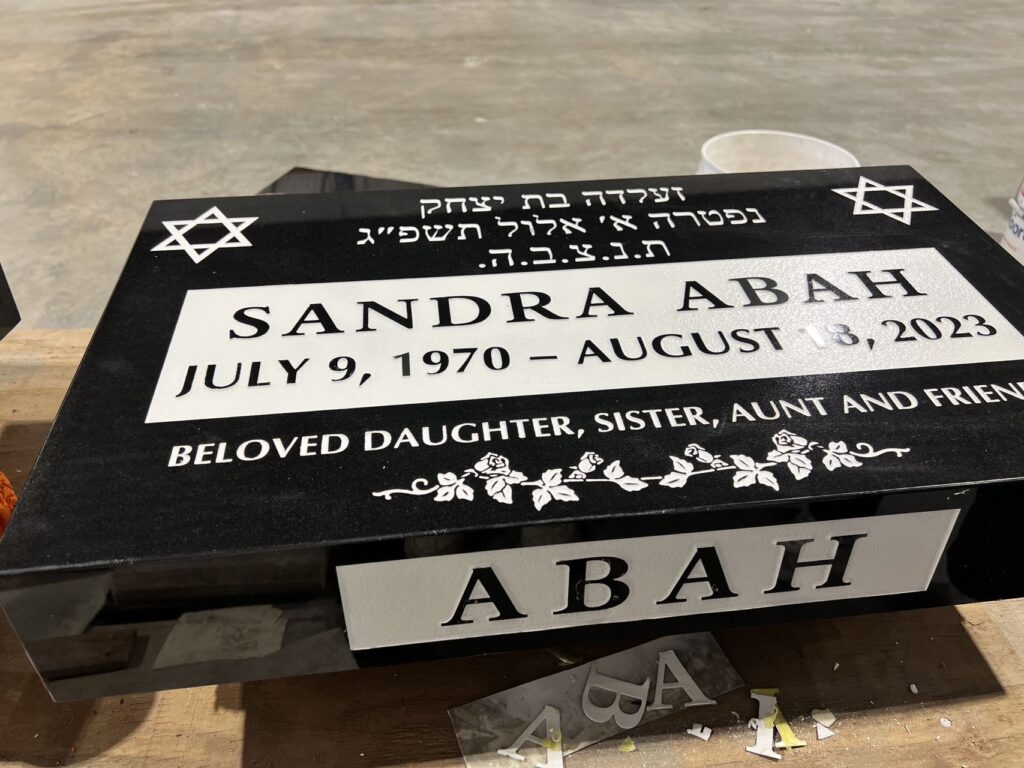 זעלדה בת יצחק
נפטרה א׳ אלול תשפ״ג
ת.נ.צ.ב.ה.
SANDRA ABAH
JULY 9, 1970 – AUGUST 18, 2023
BELOVED DAUGHTER, SISTER, AUNT AND FRIEN
ABAH
A B A